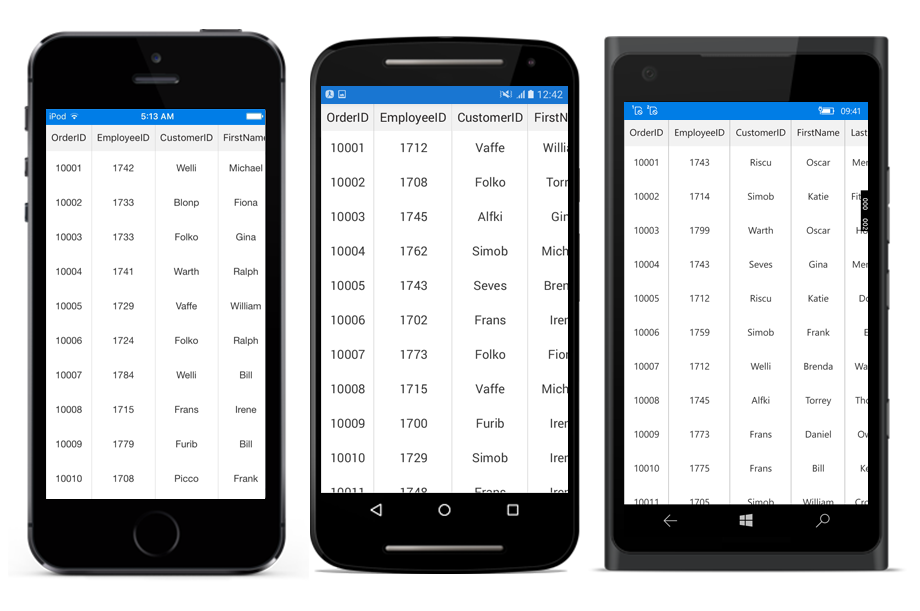 iPod 5:13 AM
OrderID EmployeeID CustomerID FirstName
10001 1742 Welli Michael
10002 1733 Blonp Fiona
10003 1733 Folko Gina
10004 1741 Warth Ralph
10005 1729 Vaffe William
10006 1724 Folko Ralph
10007 1784 Welli Bill
10008 1715 Frans Irene
10009 1779 Furib Bill
10010 1708 Picco Frank
12:42
OrderID EmployeeID CustomerID FirstN
10001 1712 Vaffe Willi
10002 1708 Folko Torr
10003 1745 Alfki Gin
10004 1762 Simob Mich
10005 1743 Seves Bren
10006 1702 Frans Iren
10007 1773 Folko Fion
10008 1715 Vaffe Mich
10009 1700 Furib Iren
10010 1729 Simob Iren
10011 1748 Frans Iren
09:41
OrderID EmployeeID CustomerID FirstName Last
10001 1743 Riscu Oscar Mer
10002 1714 Simob Katie Fit
10003 1799 Warth Oscar
10004 1743 Seves Gina Mer
10005 1712 Riscu Katie Do
10006 1759 Simob Frank E
10007 1712 Welli Brenda Wa
10008 1745 Alfki Torrey Tho
10009 1773 Frans Daniel Ov
10010 1775 Frans Bill Ke
10011 1705 Simob William Cro